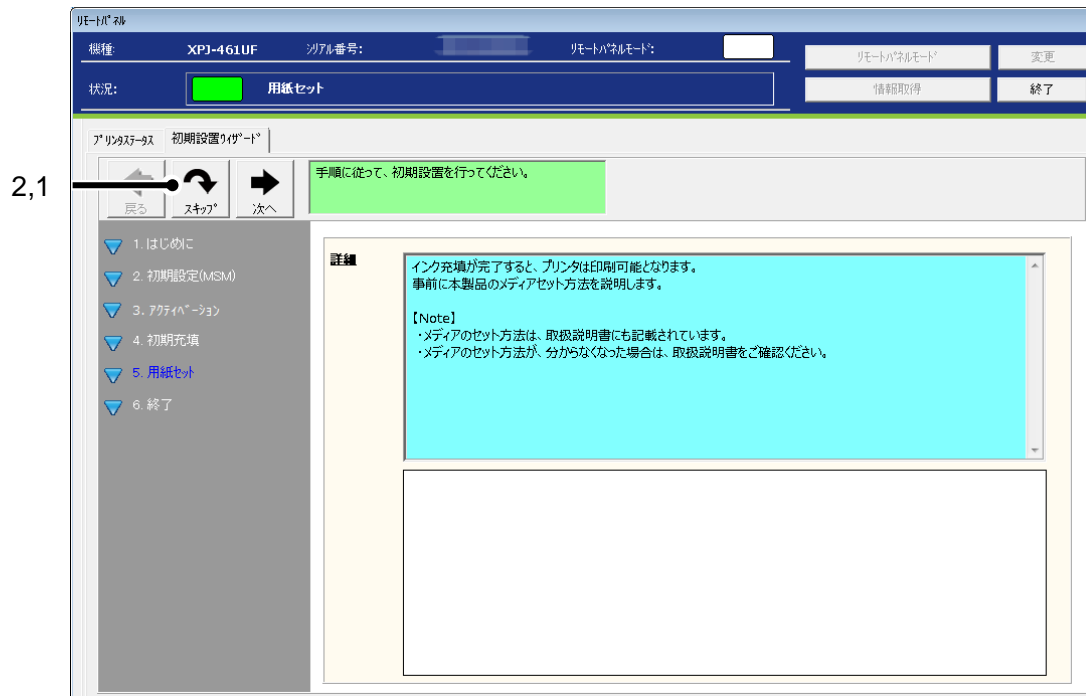 リモートパネル
機種: XPJ-461UF シリアル番号: リモートパネルモード:
リモートパネルモード 変更
状況: 用紙セット
情報取得 終了
プリンタステータス 初期設置ウィザード
2,1
戻る スキップ 次へ
手順に従って、初期設置を行ってください。
1. はじめに
2. 初期設定(MSM)
3. アクティベーション
4. 初期充填
5. 用紙セット
6. 終了
詳細
インク充填が完了すると、プリンタは印刷可能となります。
事前に本製品のメディアセット方法を説明します。
【Note】
・メディアのセット方法は、取扱説明書にも記載されています。
・メディアのセット方法が、分からなくなった場合は、取扱説明書をご確認ください。